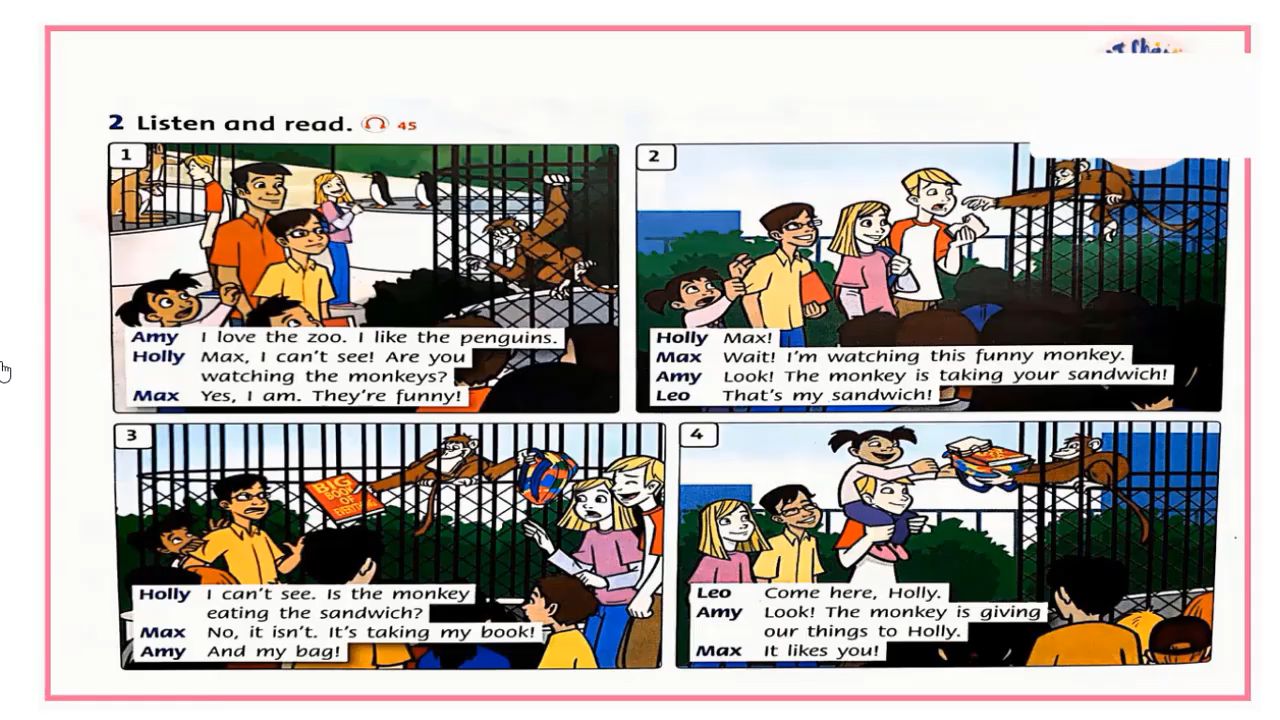 2 Listen and read. 45
1
Amy I love the zoo. I like the penguins.
Holly Max, I can't see! Are you
watching the monkeys?
Max Yes, I am. They're funny!
2
Holly Max!
Max Wait! I'm watching this funny monkey.
Amy Look! The monkey is taking your sandwich!
Leo That's my sandwich!
3
BIG
BOOK
OF
EVERYTHING
Holly I can't see. Is the monkey
eating the sandwich?
Max No, it isn't. It's taking my book!
Amy And my bag!
4
Leo Come here, Holly.
Amy Look! The monkey is giving
our things to Holly.
Max It likes you!